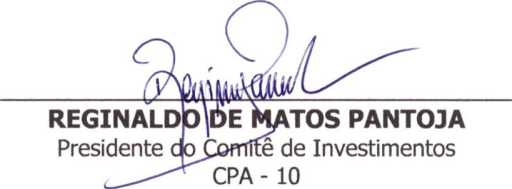 REGINALDO DE MATOS PANTOJA
Presidente do Comitê de Investimentos
CPA - 10